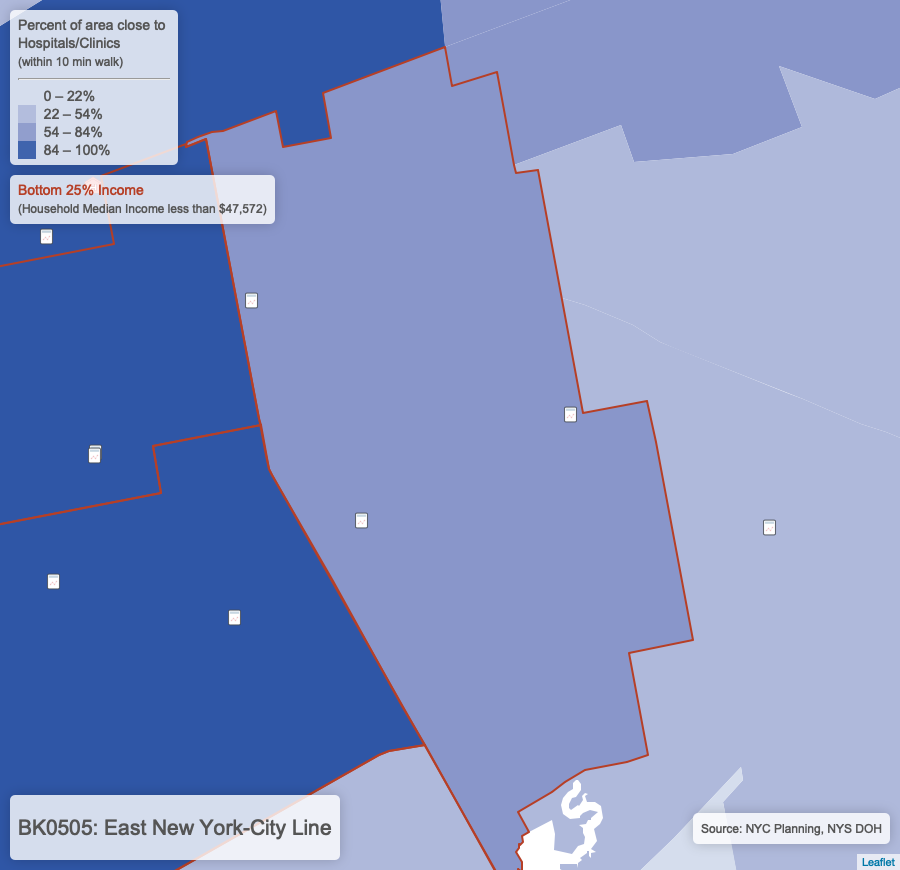 Percent of area close to
Hospitals/Clinics
(within 10 min walk)
0 – 22%
22 – 54%
54 – 84%
84 – 100%
Bottom 25% Income
(Household Median Income less than $47,572)
BK0505: East New York-City Line
Source: NYC Planning, NYS DOH
Leaflet